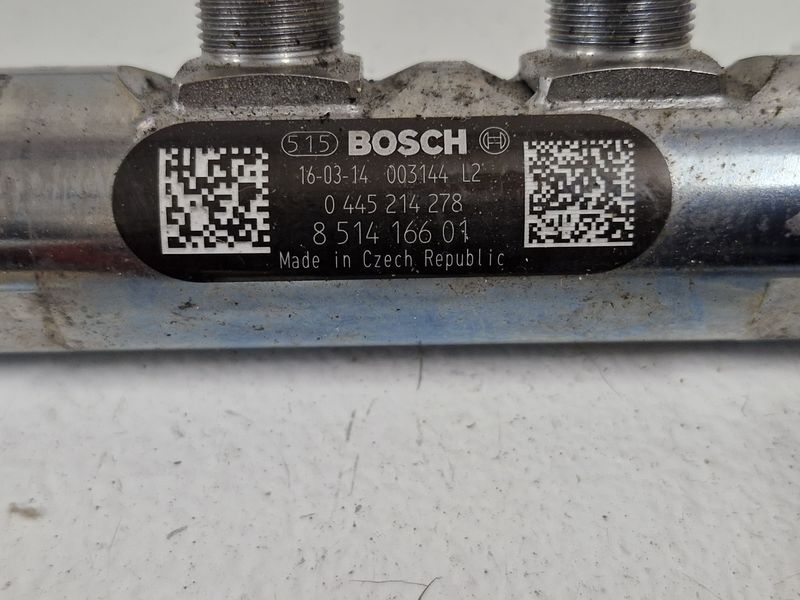 515 BOSCH
16-03-14 003144 L2
0 445 214 278
8 514 166 01
Made in Czech Republic